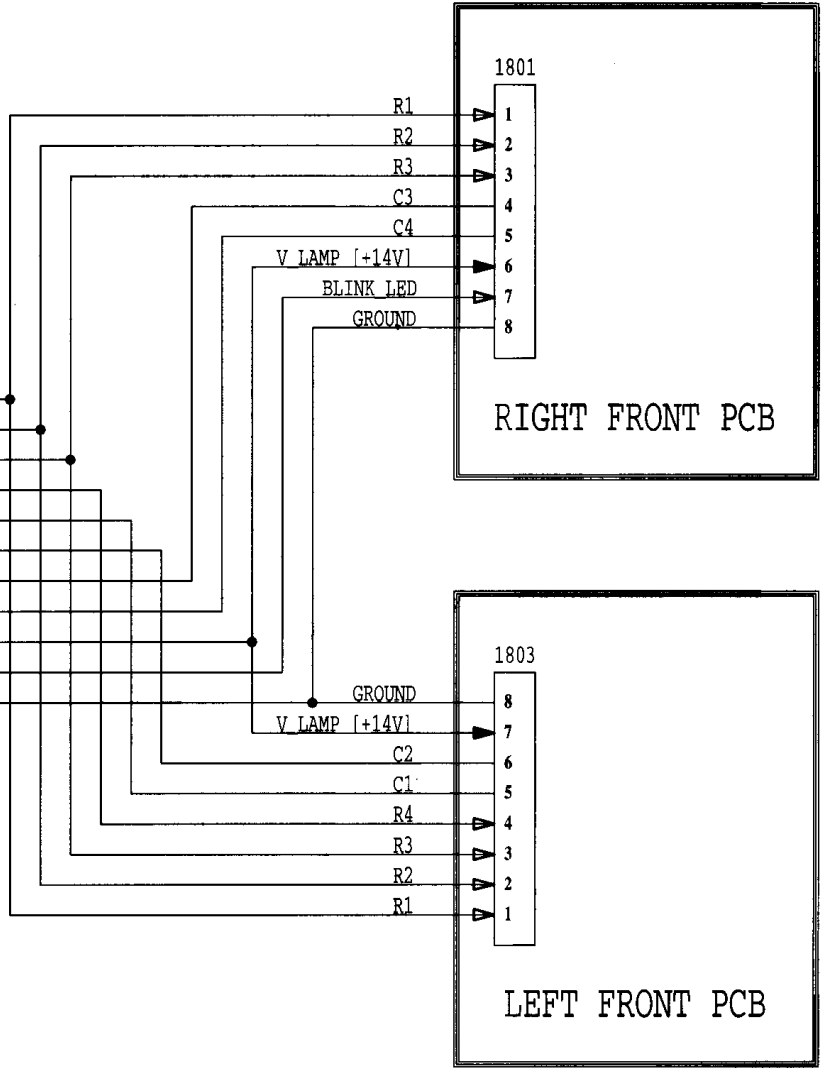 1801
R1 1
R2 2
R3 3
C3 4
C4 5
V_LAMP [+14V] 6
BLINK_LED 7
GROUND 8
RIGHT FRONT PCB
1803
GROUND 8
V_LAMP [+14V] 7
C2 6
C1 5
R4 4
R3 3
R2 2
R1 1
LEFT FRONT PCB